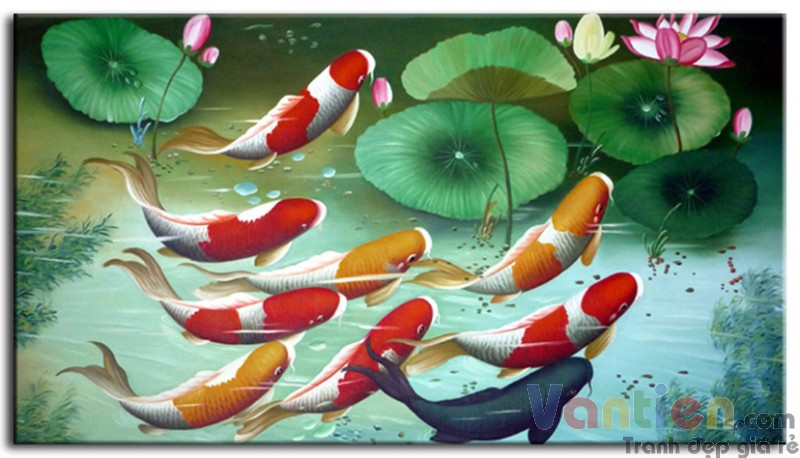 Vantien.com
Tranh đẹp giá rẻ